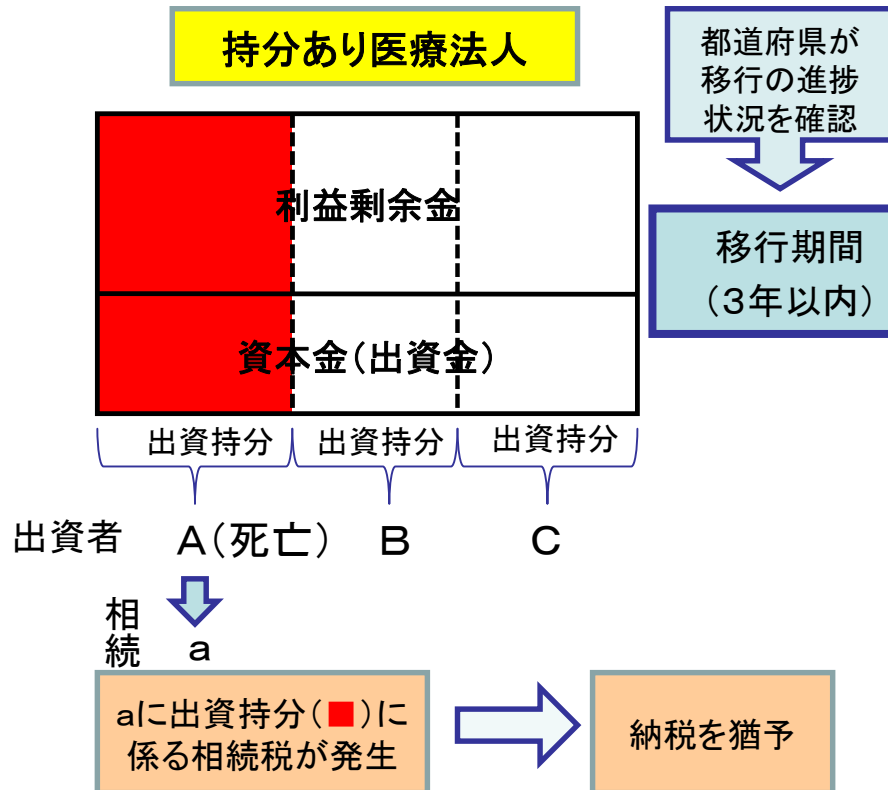 持分あり医療法人
都道府県が
移行の進捗
状況を確認
利益剰余金
移行期間
（３年以内）
資本金（出資金）
出資持分 出資持分 出資持分
出資者 Ａ（死亡） Ｂ Ｃ
相続 ａ
aに出資持分（■）に
係る相続税が発生
納税を猶予